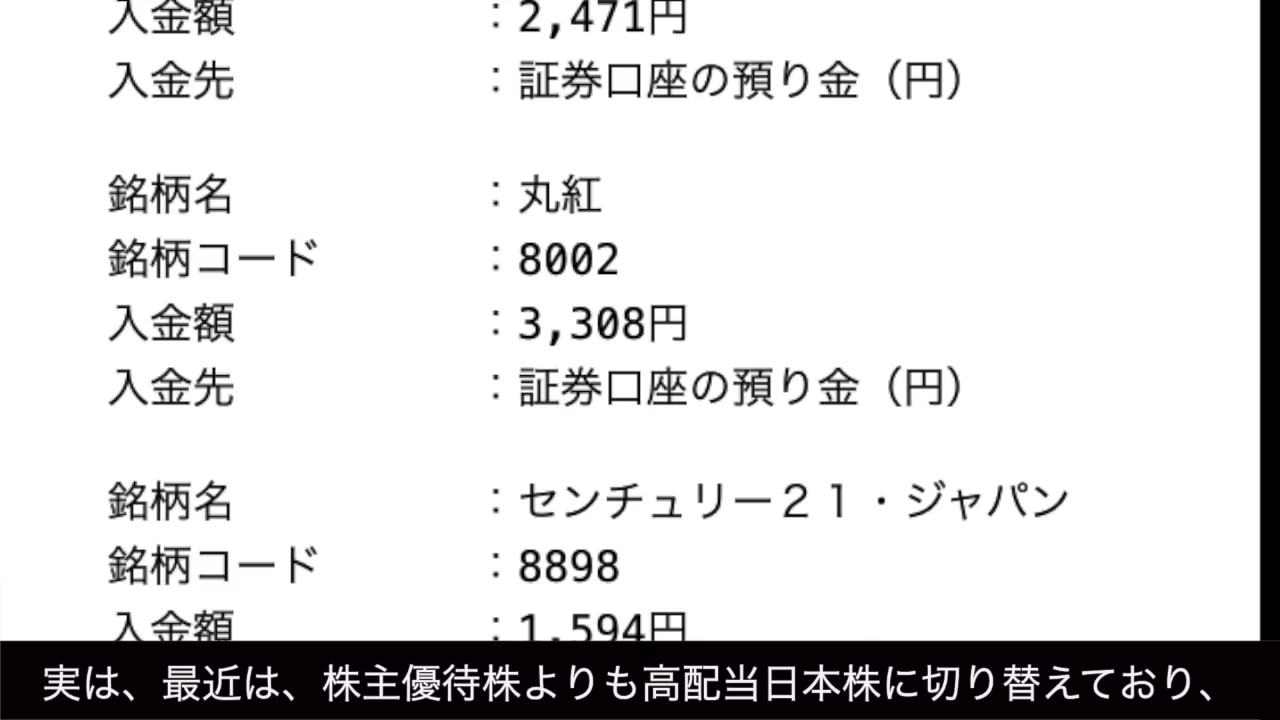 入金額　：2,471円
入金先　：証券口座の預り金（円）
銘柄名　：丸紅
銘柄コード　：8002
入金額　：3,308円
入金先　：証券口座の預り金（円）
銘柄名　：センチュリー２１・ジャパン
銘柄コード　：8898
入金額　：1,594円
実は、最近は、株主優待株よりも高配当日本株に切り替えており、